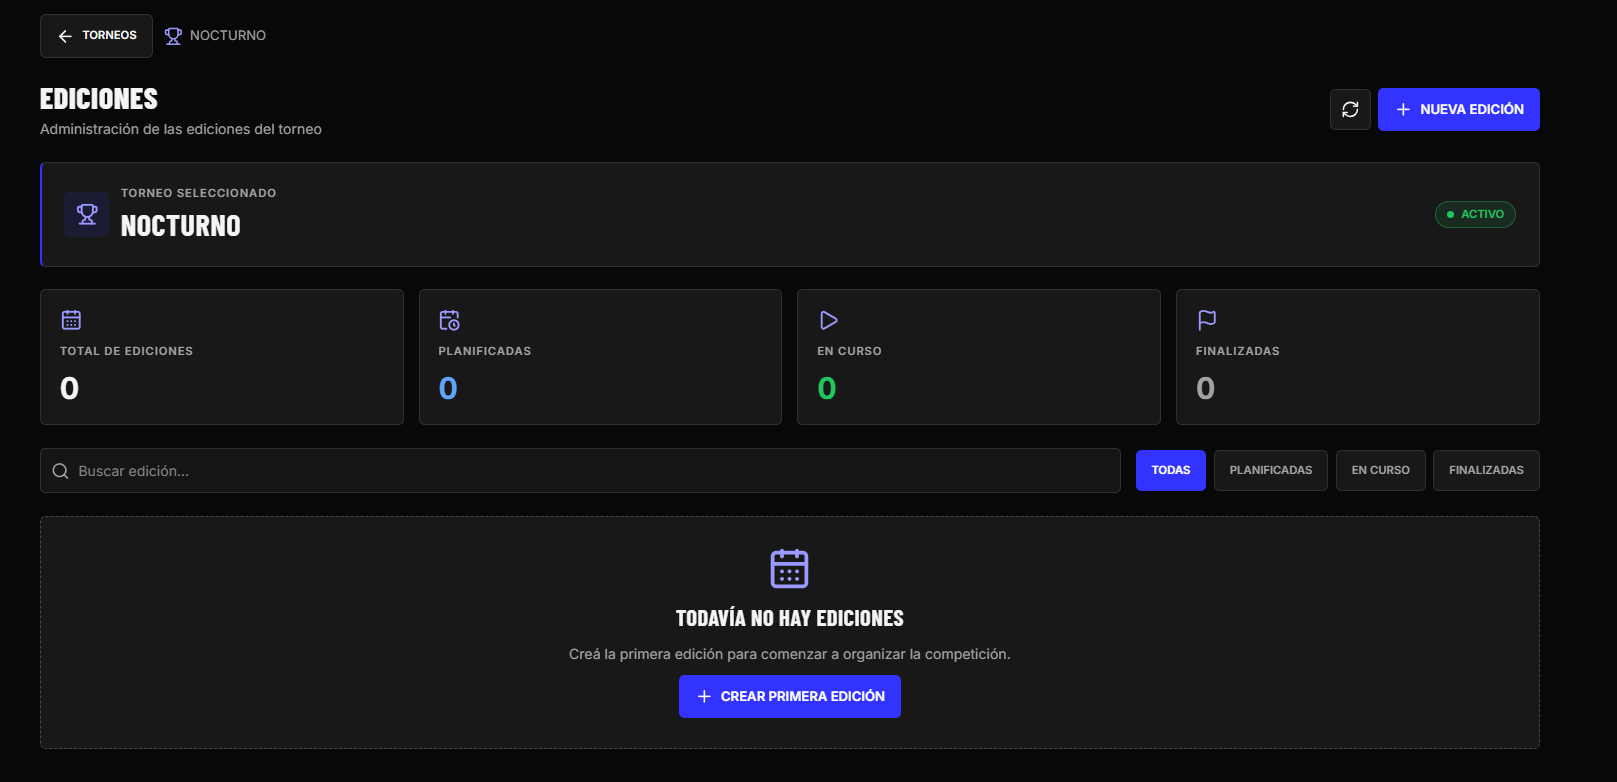 TORNEOS
NOCTURNO
EDICIONES
Administración de las ediciones del torneo
NUEVA EDICIÓN
TORNEO SELECCIONADO
NOCTURNO
ACTIVO
TOTAL DE EDICIONES
0
PLANIFICADAS
0
EN CURSO
0
FINALIZADAS
0
Buscar edición...
TODAS
PLANIFICADAS
EN CURSO
FINALIZADAS
TODAVÍA NO HAY EDICIONES
Creá la primera edición para comenzar a organizar la competición.
CREAR PRIMERA EDICIÓN